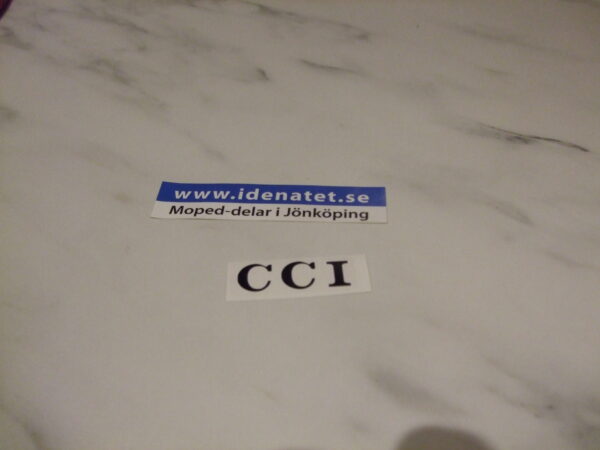 www.idenatet.se
Moped-delar i Jönköping
CCI